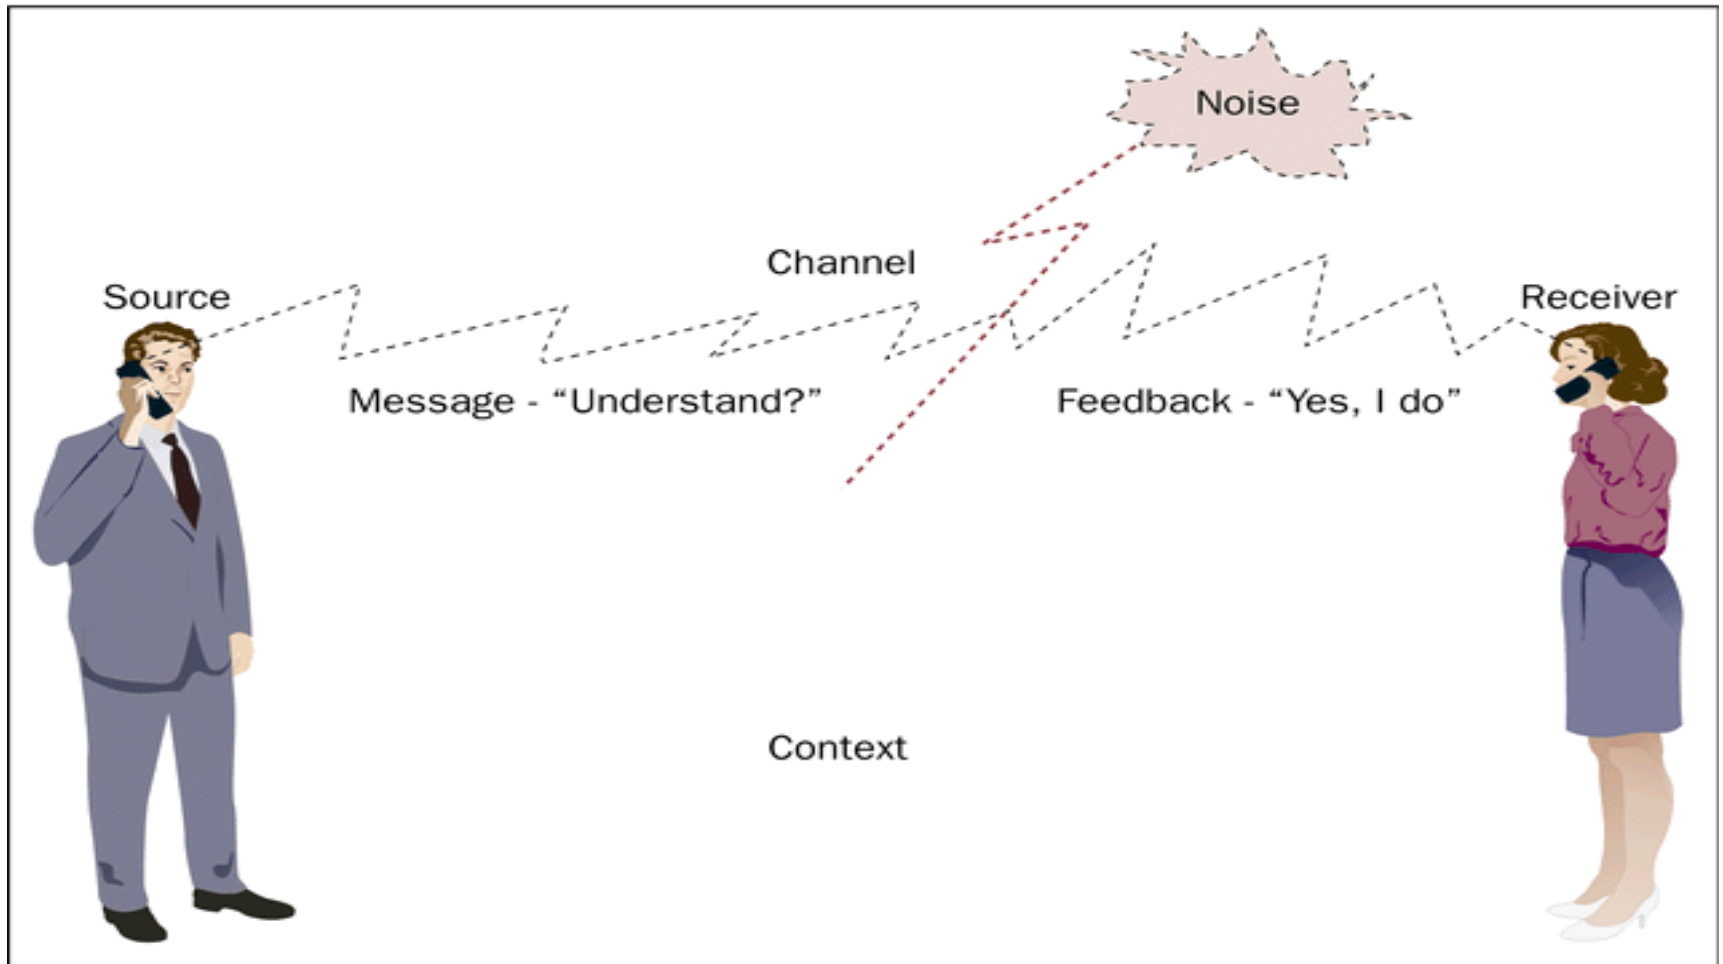 Noise
Channel
Source
Receiver
Message - “Understand?”
Feedback - “Yes, I do”
Context